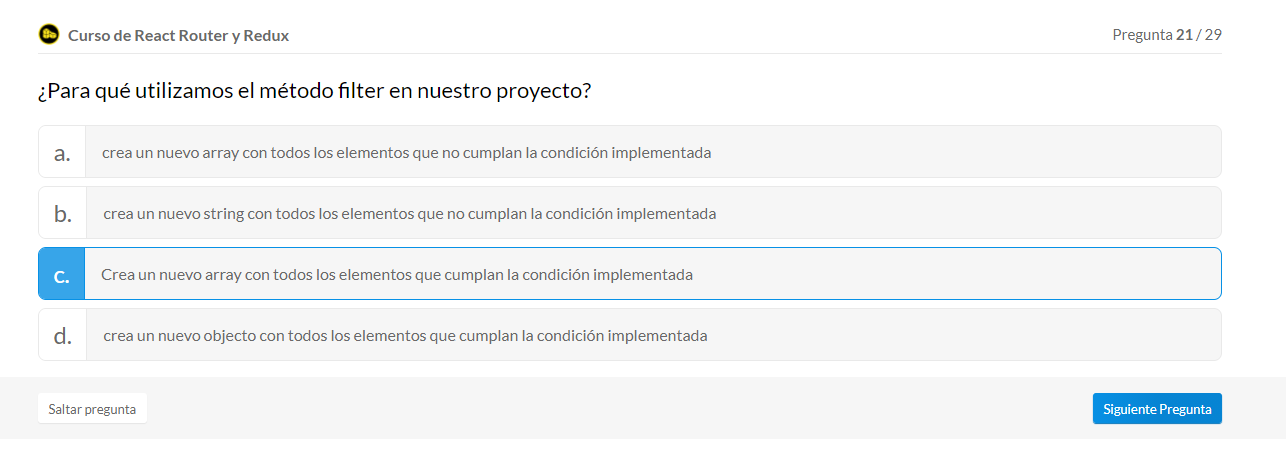 Curso de React Router y Redux
Pregunta 21 / 29
¿Para qué utilizamos el método filter en nuestro proyecto?
a. crea un nuevo array con todos los elementos que no cumplan la condición implementada
b. crea un nuevo string con todos los elementos que no cumplan la condición implementada
c. Crea un nuevo array con todos los elementos que cumplan la condición implementada
d. crea un nuevo objecto con todos los elementos que cumplan la condición implementada
Saltar pregunta
Siguiente Pregunta